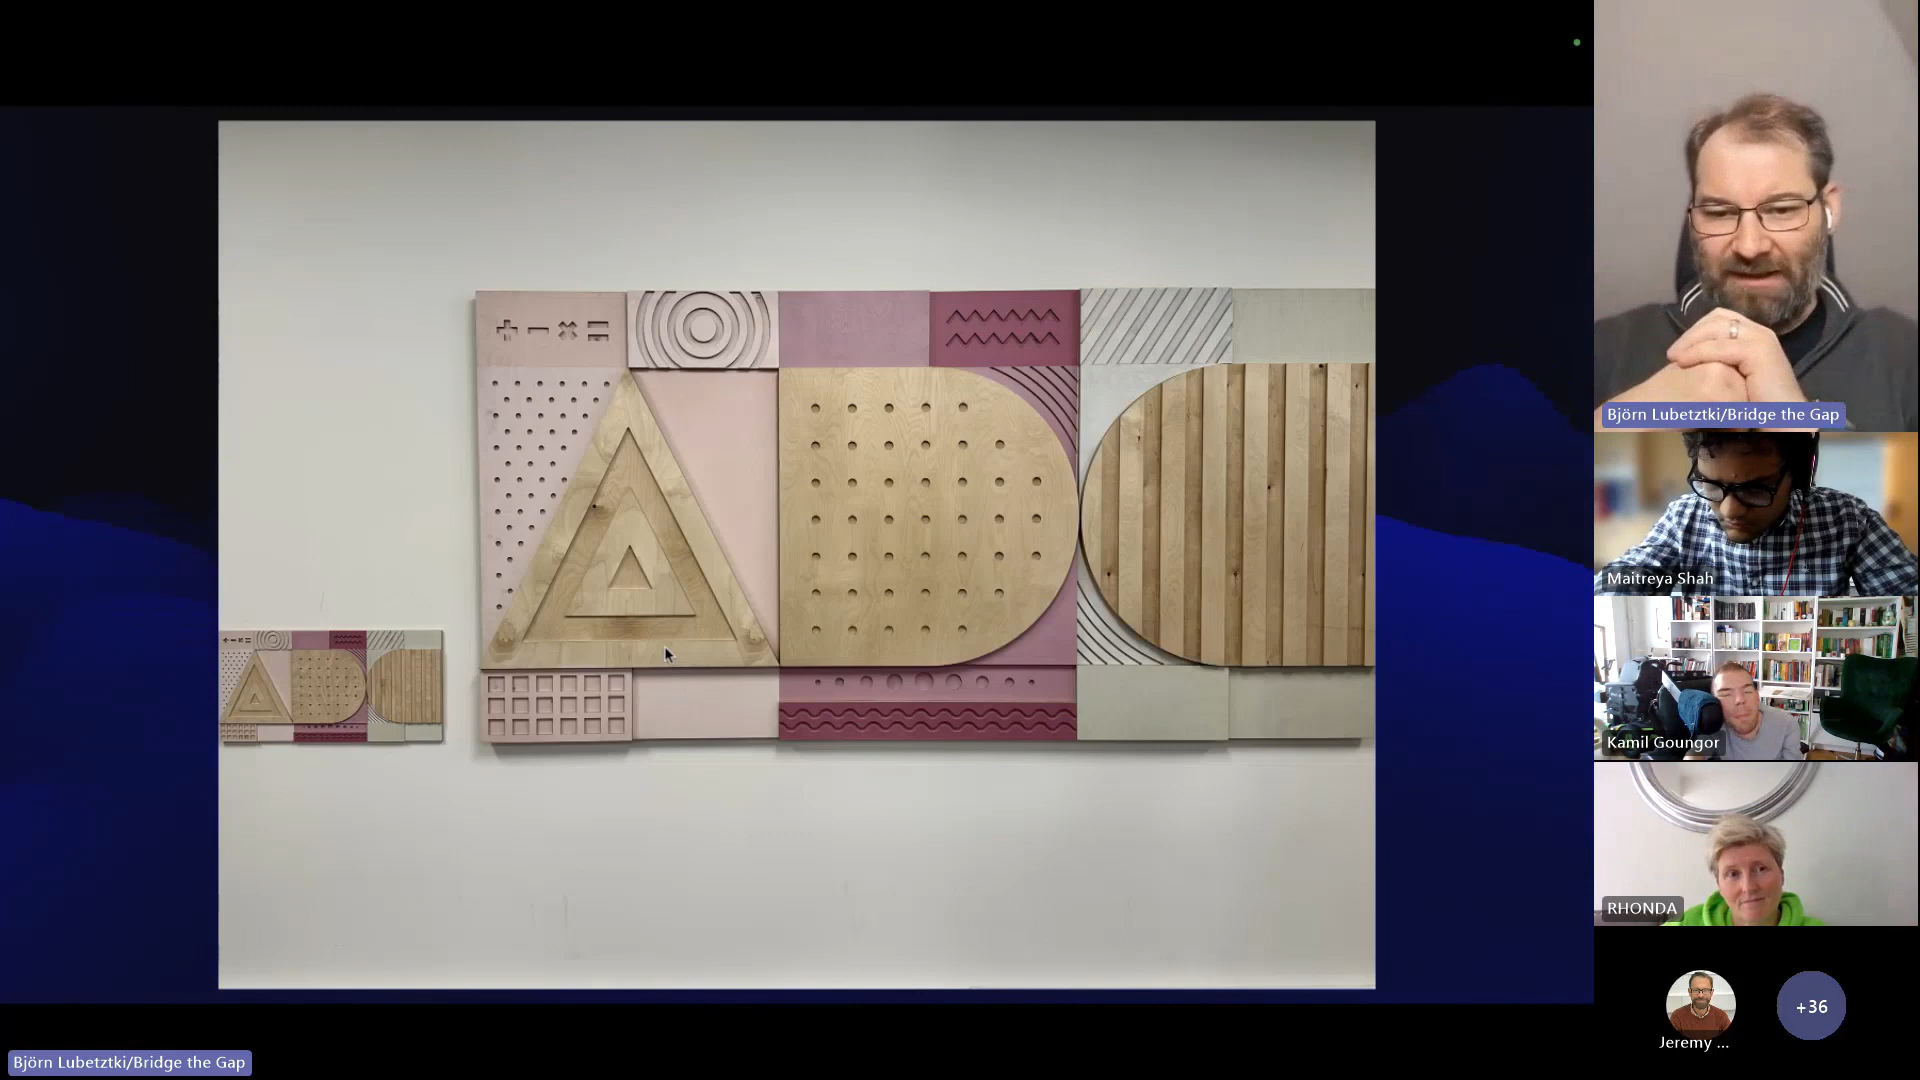 + - × =
Björn Lubetztki/Bridge the Gap
Maitreya Shah
Kamil Goungor
RHONDA
Jeremy ...
+36
Björn Lubetztki/Bridge the Gap